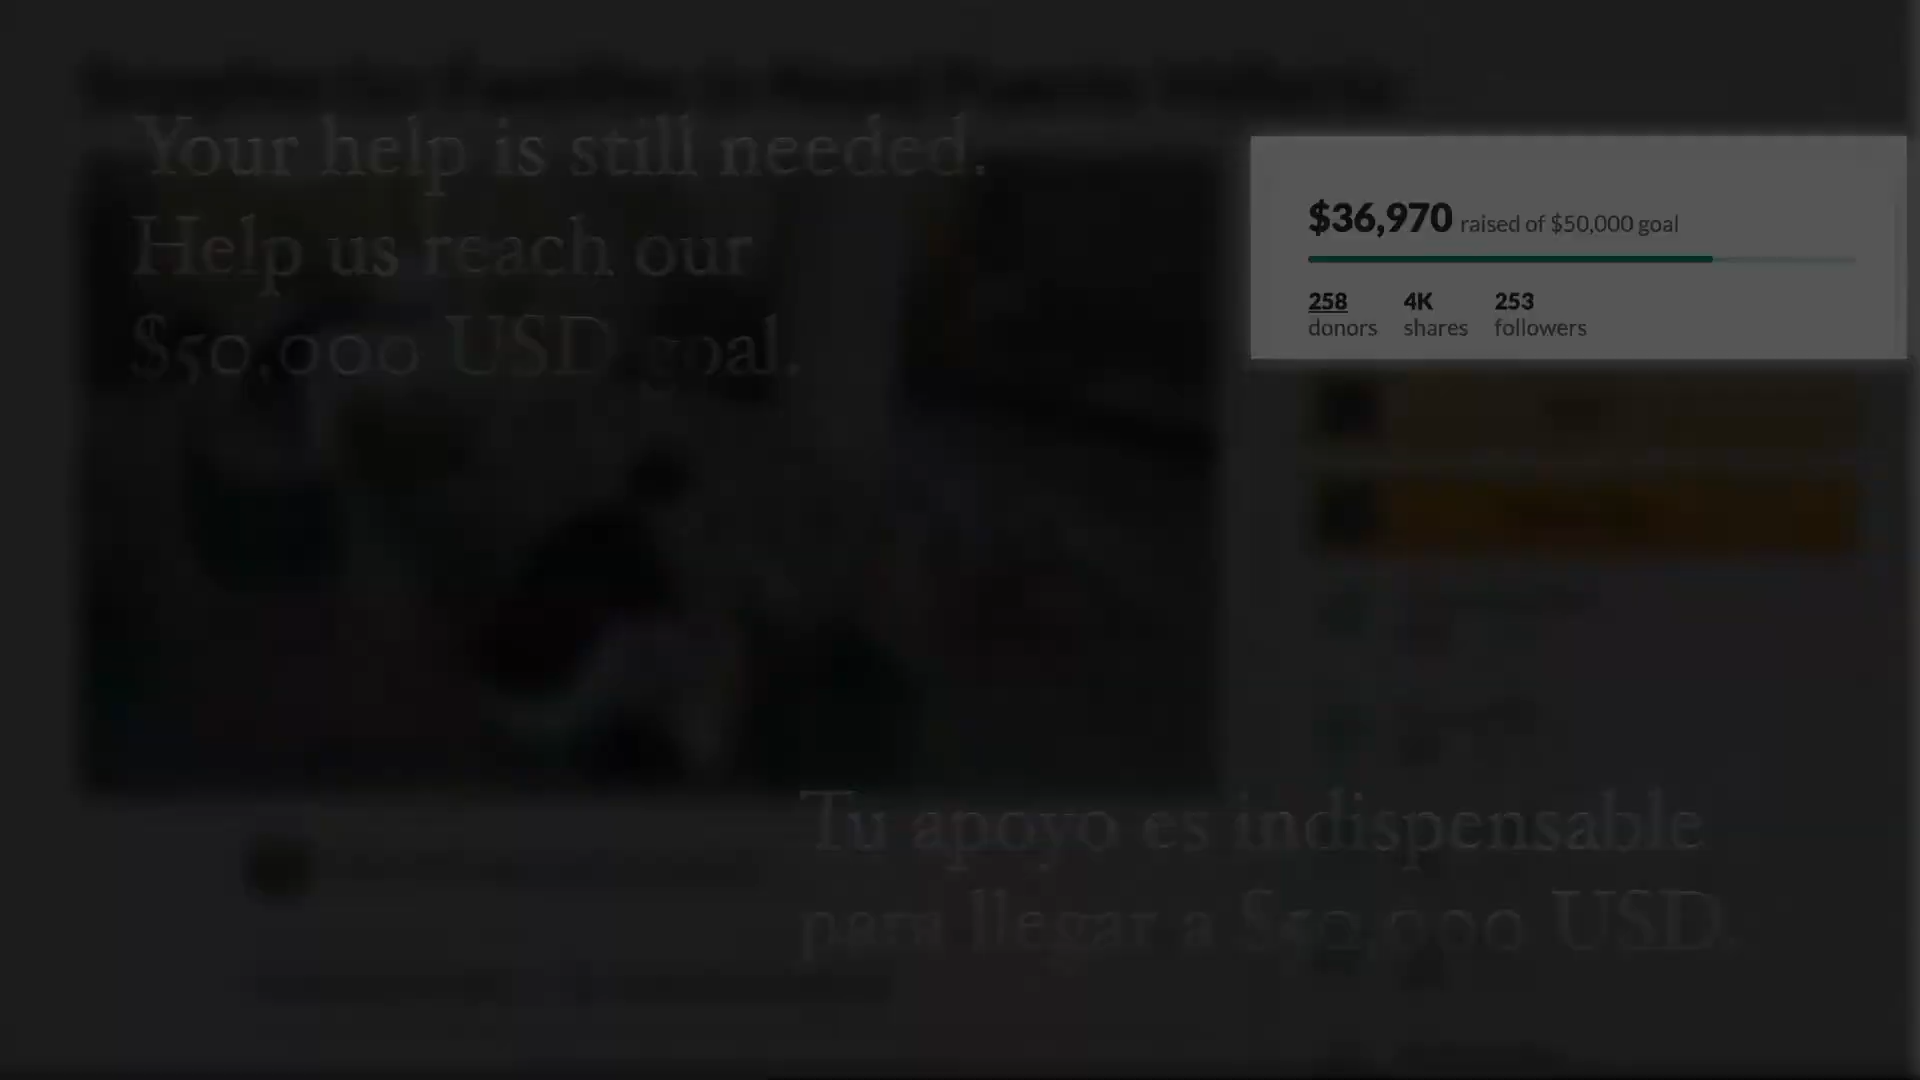 Your help is still needed.
Help us reach our
$50,000 USD goal.
$36,970 raised of $50,000 goal
258 4K 253
donors shares followers
Tu apoyo es indispensable
para llegar a $50,000 USD.